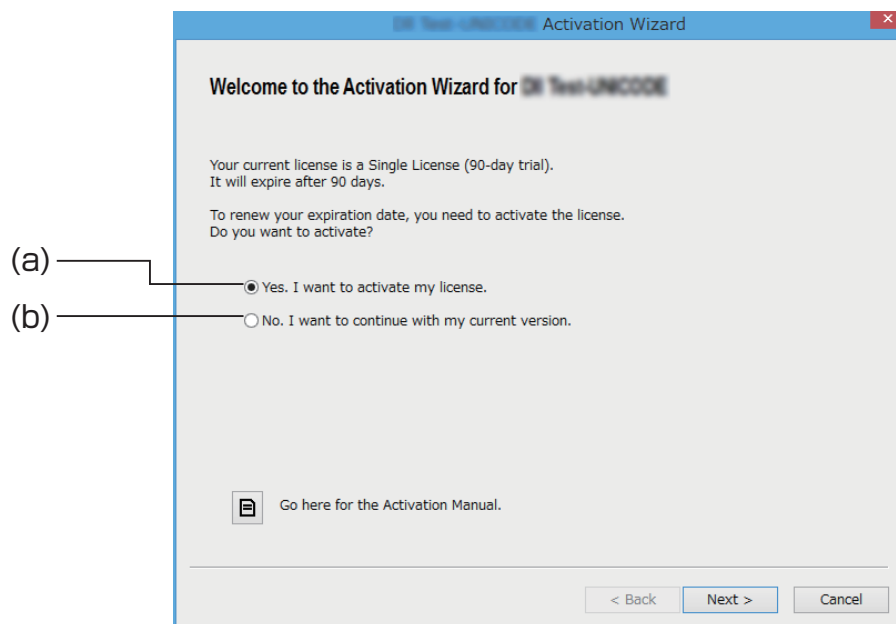 Activation Wizard
Welcome to the Activation Wizard for
Your current license is a Single License (90-day trial).
It will expire after 90 days.
To renew your expiration date, you need to activate the license.
Do you want to activate?
(a)
Yes. I want to activate my license.
(b)
No. I want to continue with my current version.
Go here for the Activation Manual.
< Back Next > Cancel